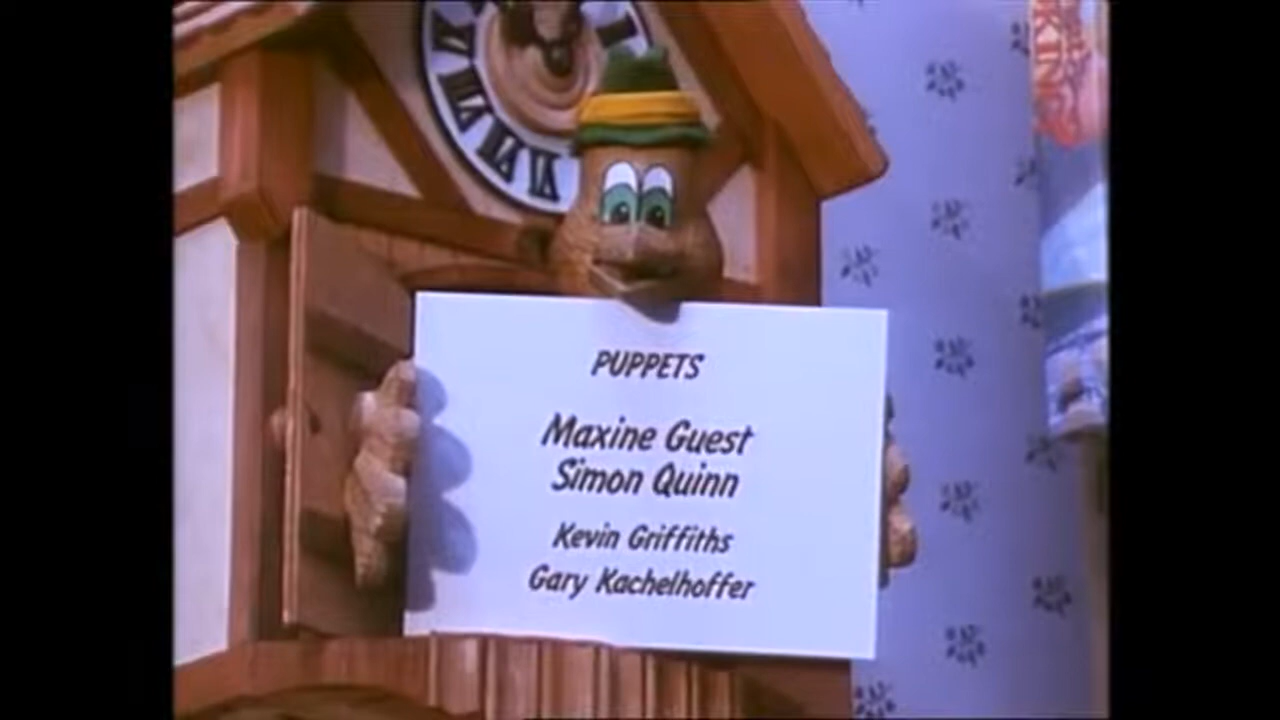 PUPPETS
Maxine Guest
Simon Quinn
Kevin Griffiths
Gary Kachelhoffer